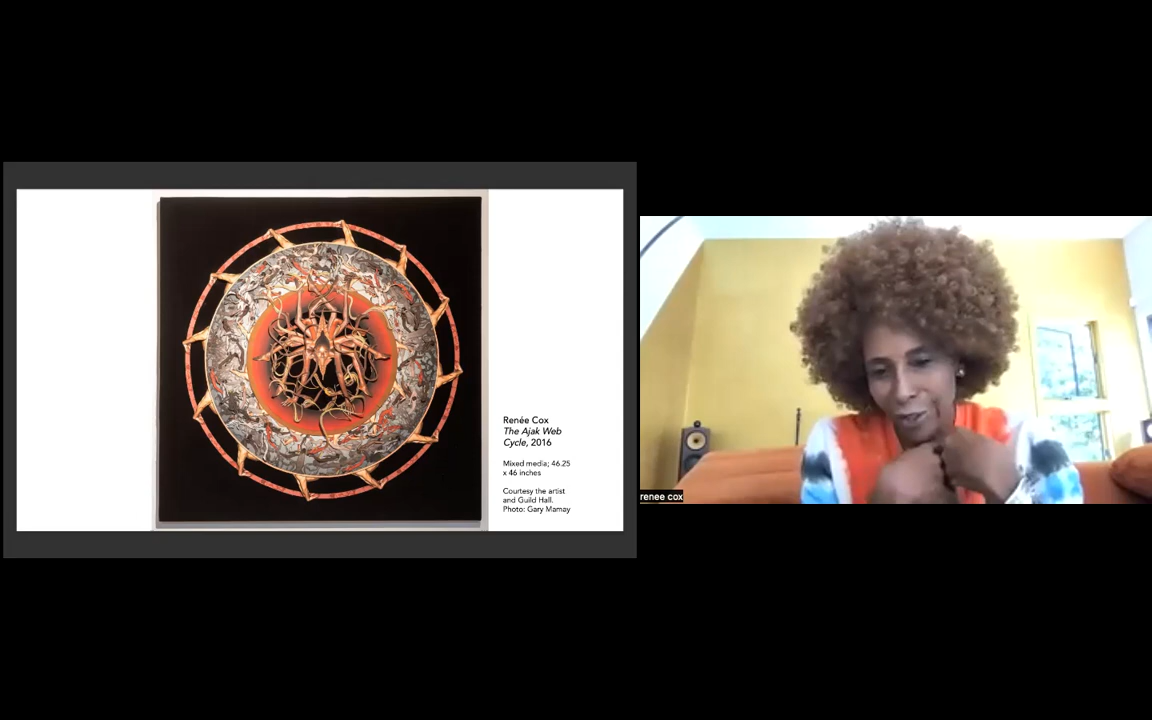 Renée Cox
The Ajak Web
Cycle, 2016
Mixed media; 46.25
x 46 inches
Courtesy the artist
and Guild Hall.
Photo: Gary Mamay
renee cox